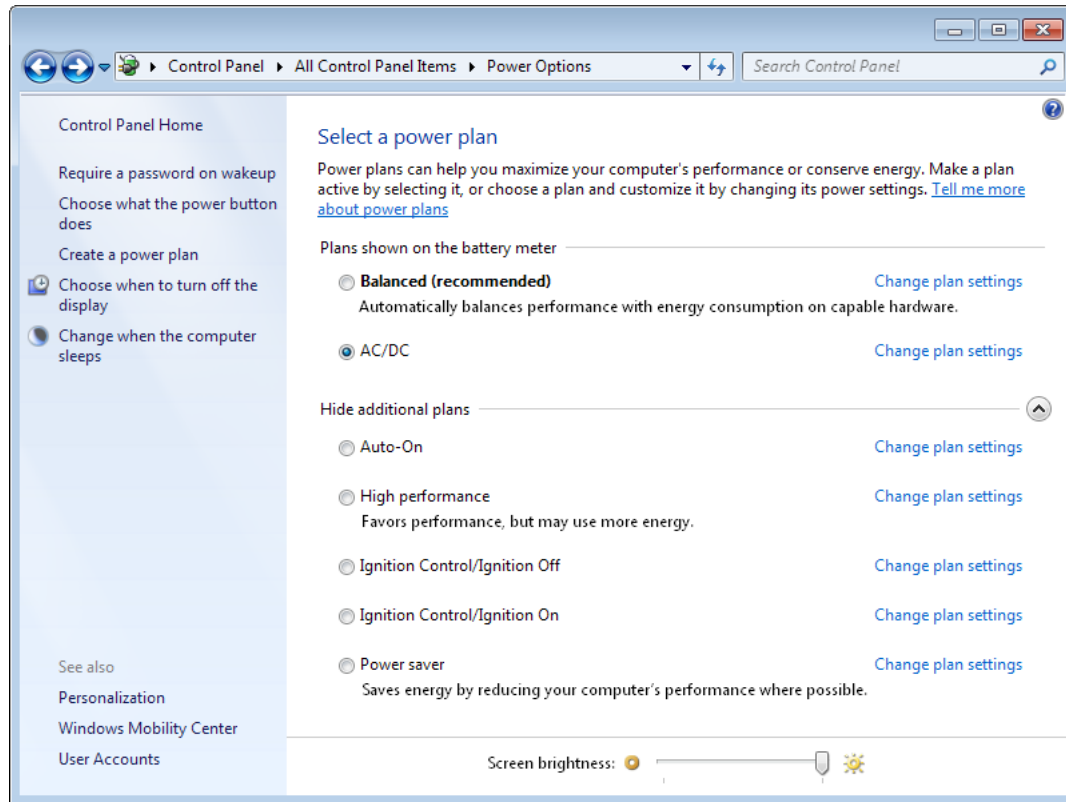 Control Panel ▸ All Control Panel Items ▸ Power Options
Search Control Panel
Control Panel Home
Require a password on wakeup
Choose what the power button
does
Create a power plan
Choose when to turn off the
display
Change when the computer
sleeps
See also
Personalization
Windows Mobility Center
User Accounts
Select a power plan
Power plans can help you maximize your computer's performance or conserve energy. Make a plan
active by selecting it, or choose a plan and customize it by changing its power settings. Tell me more
about power plans
Plans shown on the battery meter
Balanced (recommended) Change plan settings
Automatically balances performance with energy consumption on capable hardware.
AC/DC Change plan settings
Hide additional plans
Auto-On Change plan settings
High performance Change plan settings
Favors performance, but may use more energy.
Ignition Control/Ignition Off Change plan settings
Ignition Control/Ignition On Change plan settings
Power saver Change plan settings
Saves energy by reducing your computer's performance where possible.
Screen brightness: